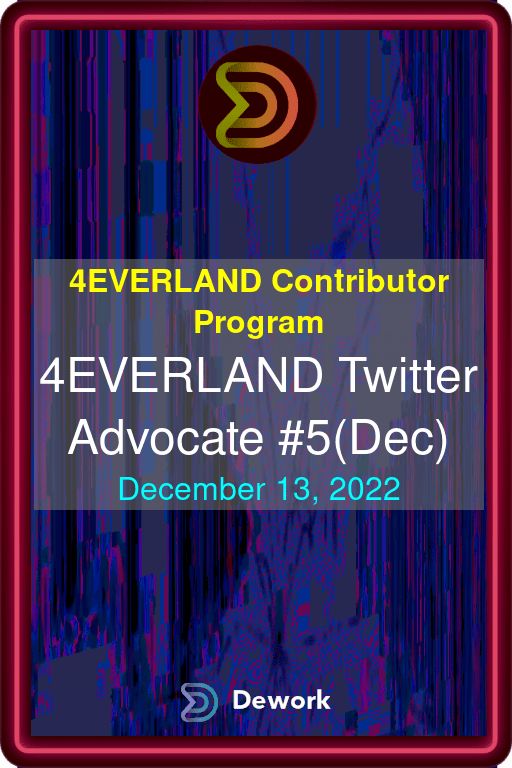 4EVERLAND Contributor
Program
4EVERLAND Twitter
Advocate #5(Dec)
December 13, 2022
Dework